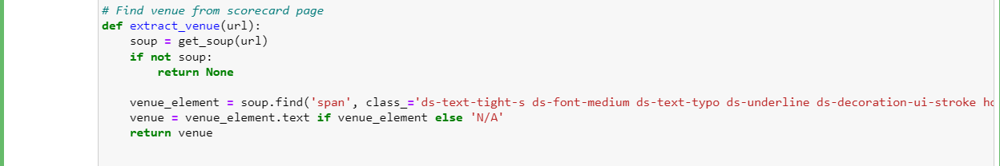 # Find venue from scorecard page
def extract_venue(url):
    soup = get_soup(url)
    if not soup:
        return None

    venue_element = soup.find('span', class_='ds-text-tight-s ds-font-medium ds-text-typo ds-underline ds-decoration-ui-stroke
    venue = venue_element.text if venue_element else 'N/A'
    return venue